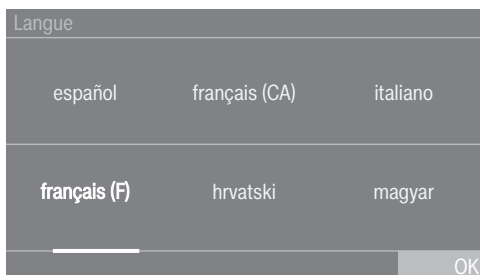 Langue
español français (CA) italiano
français (F) hrvatski magyar
OK